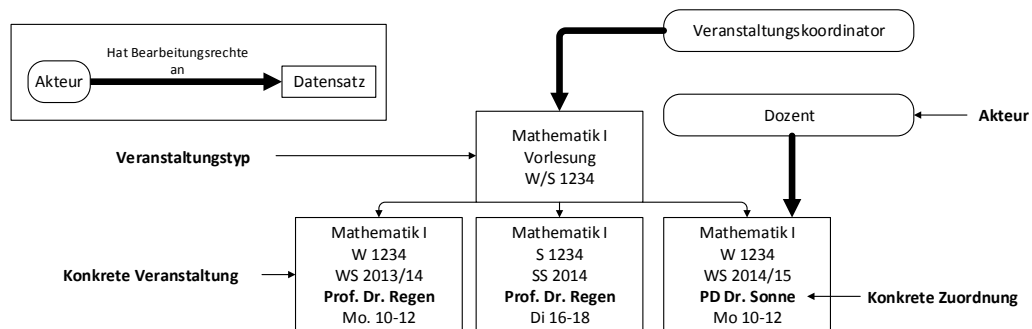 Hat Bearbeitungsrechte
an
Akteur
Datensatz
Veranstaltungskoordinator
Dozent
Akteur
Veranstaltungstyp
Mathematik I
Vorlesung
W/S 1234
Konkrete Veranstaltung
Mathematik I
W 1234
WS 2013/14
Prof. Dr. Regen
Mo. 10-12
Mathematik I
S 1234
SS 2014
Prof. Dr. Regen
Di 16-18
Mathematik I
W 1234
WS 2014/15
PD Dr. Sonne
Mo 10-12
Konkrete Zuordnung